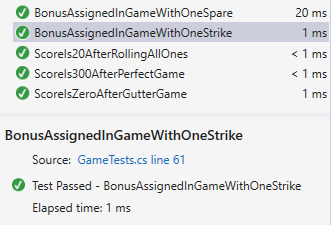 BonusAssignedInGameWithOneSpare 20 ms
BonusAssignedInGameWithOneStrike 1 ms
ScoreIs20AfterRollingAllOnes < 1 ms
ScoreIs300AfterPerfectGame < 1 ms
ScoreIsZeroAfterGutterGame < 1 ms
BonusAssignedInGameWithOneStrike
Source: GameTests.cs line 61
Test Passed - BonusAssignedInGameWithOneStrike
Elapsed time: 1 ms